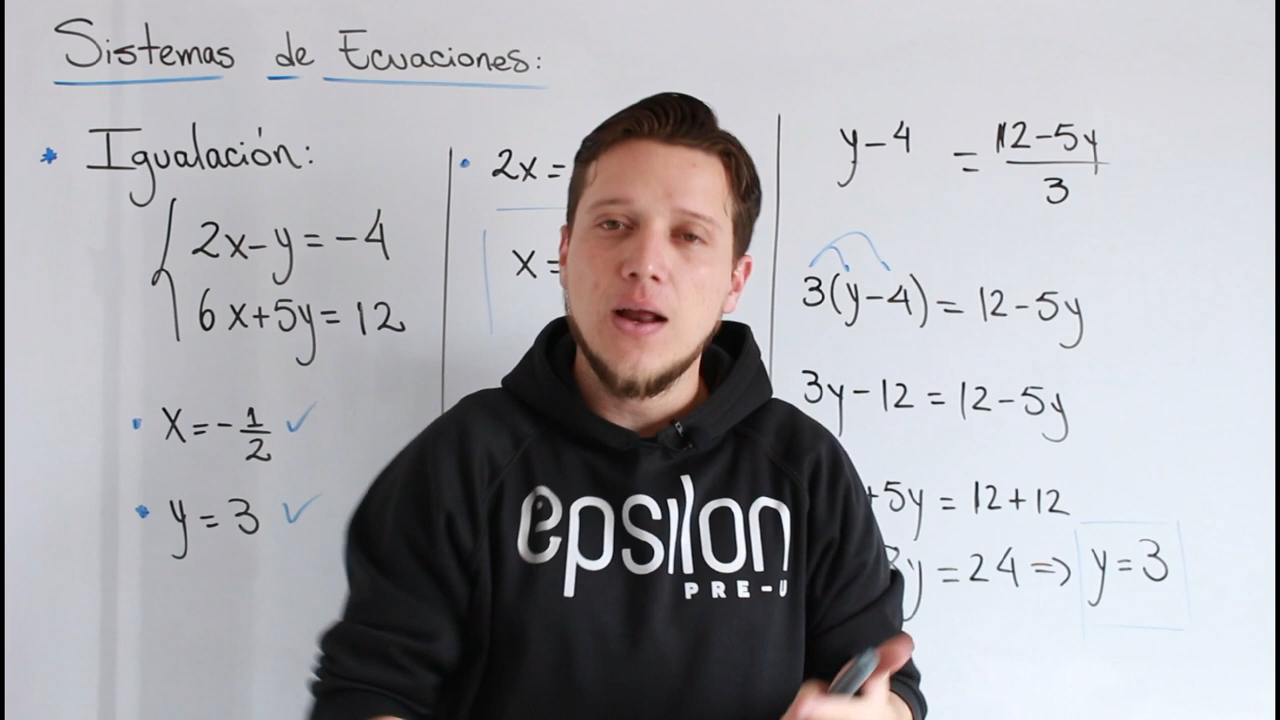 Sistemas de Ecuaciones:
* Igualación:
2x-y=-4
6x+5y=12
• x=-1/2 ✓
• y=3 ✓
• 2x=
x=
y-4 = 12-5y/3
3(y-4)=12-5y
3y-12=12-5y
+5y=12+12
y=24⇒ y=3
epsilon
PRE-U